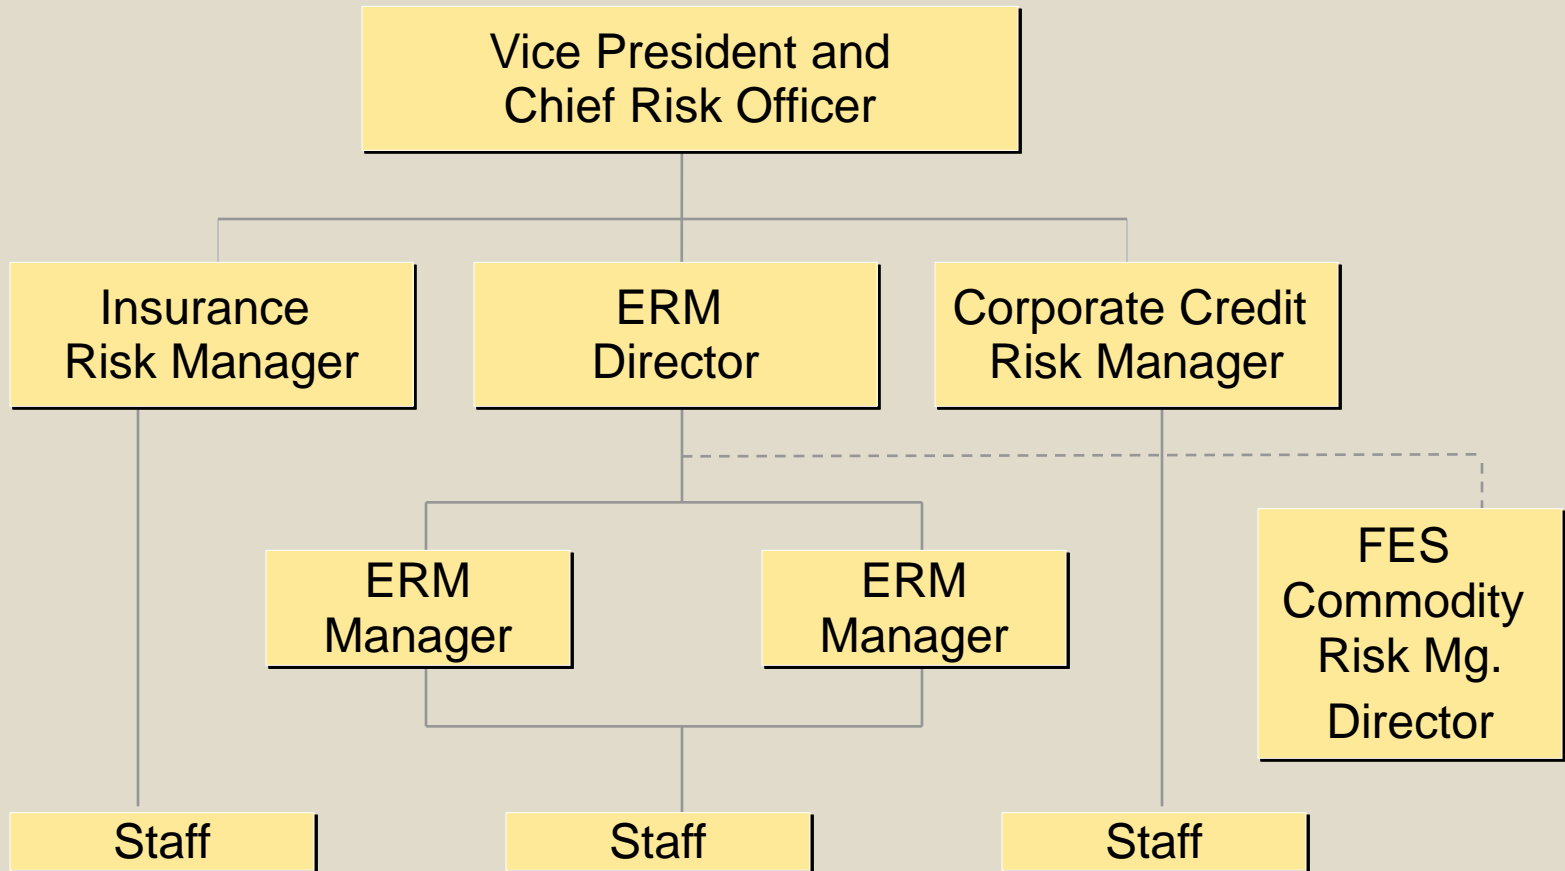 Vice President and
Chief Risk Officer
Insurance
Risk Manager
ERM
Director
Corporate Credit
Risk Manager
ERM
Manager
ERM
Manager
FES
Commodity
Risk Mg.
Director
Staff
Staff
Staff